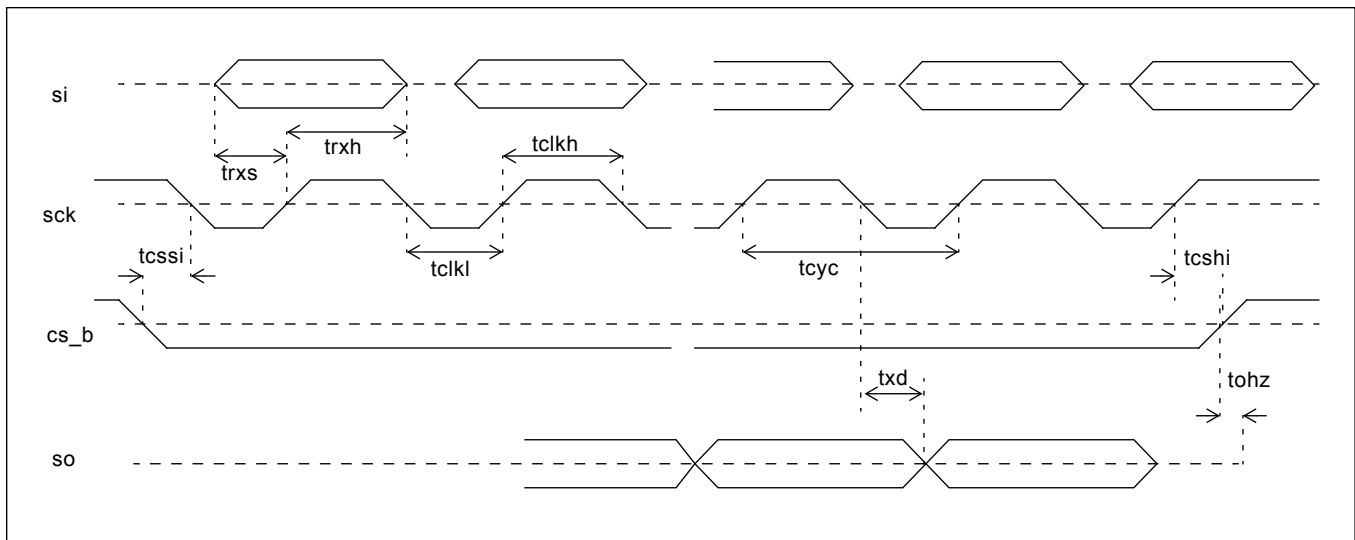 si
trxs
trxh
tclkh
sck
tcssi
tclkl
tcyc
tcshi
cs_b
txd
tohz
so